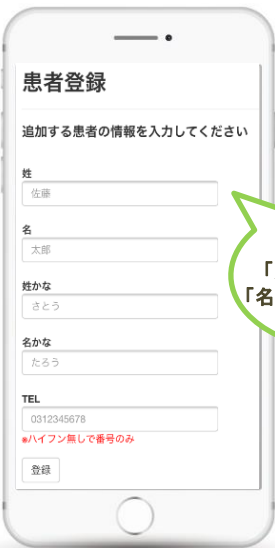 患者登録
追加する患者の情報を入力してください
姓
佐藤
名
太郎
姓かな
さとう
名かな
たろう
TEL
0312345678
※ハイフン無しで番号のみ
登録
「
「名